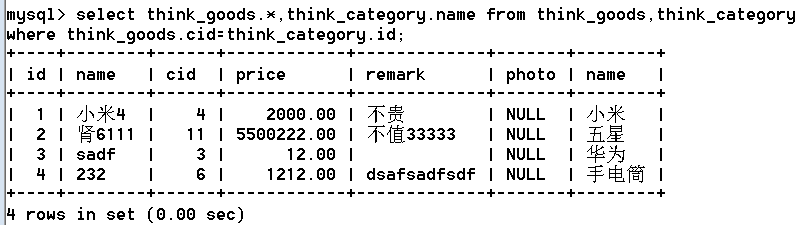 mysql> select think_goods.*,think_category.name from think_goods,think_category
where think_goods.cid=think_category.id;
+----+---------+-----+------------+--------------+-------+--------+
| id | name | cid | price | remark | photo | name |
+----+---------+-----+------------+--------------+-------+--------+
| 1 | 小米4 | 4 | 2000.00 | 不贵 | NULL | 小米 |
| 2 | 肾6111 | 11 | 5500222.00 | 不值33333 | NULL | 五星 |
| 3 | sadf | 3 | 12.00 | | NULL | 华为 |
| 4 | 232 | 6 | 1212.00 | dsafsadfsdf | NULL | 手电筒 |
+----+---------+-----+------------+--------------+-------+--------+
4 rows in set (0.00 sec)